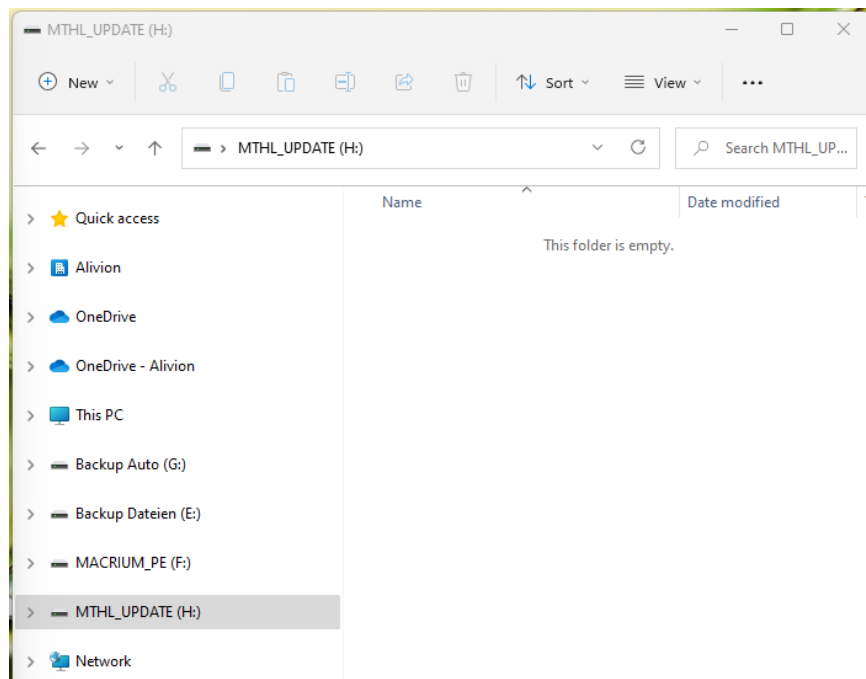 MTHL_UPDATE (H:)
New
Sort
View
MTHL_UPDATE (H:)
Search MTHL_UP...
Name
Date modified
This folder is empty.
Quick access
Alivion
OneDrive
OneDrive - Alivion
This PC
Backup Auto (G:)
Backup Dateien (E:)
MACRIUM_PE (F:)
MTHL_UPDATE (H:)
Network